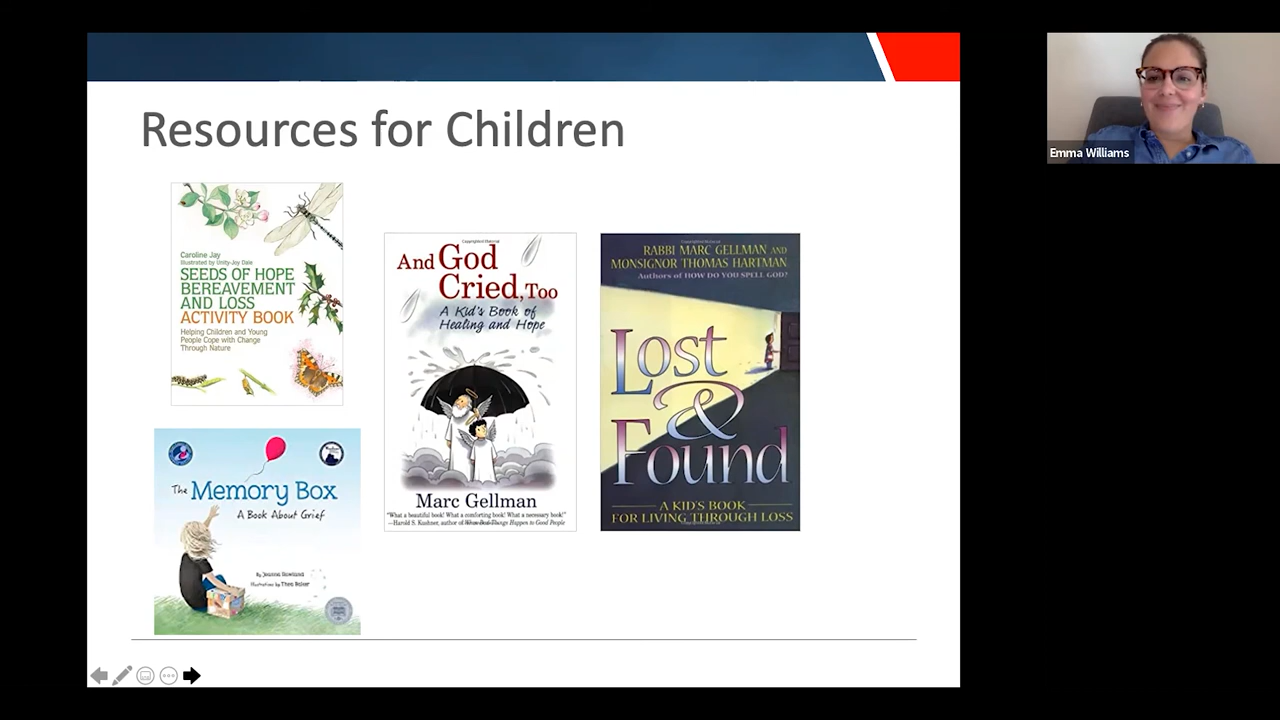 Resources for Children
Caroline Jay
Illustrated by Unity-Joy Dale
SEEDS OF HOPE
BEREAVEMENT
AND LOSS
ACTIVITY BOOK
Helping Children and Young
People Cope with Change
Through Nature
The Memory Box
A Book About Grief
By Joanna Rowland
Illustrations by Thea Baker
And God
Cried, Too
A Kid's Book of
Healing and Hope
Marc Gellman
"What a beautiful book! What a comforting book! What a necessary book!"
—Harold S. Kushner, author of When Bad Things Happen to Good People
RABBI MARC GELLMAN AND
MONSIGNOR THOMAS HARTMAN
Authors of HOW DO YOU SPELL GOD?
Lost
&
Found
A KID'S BOOK
FOR LIVING THROUGH LOSS
Emma Williams